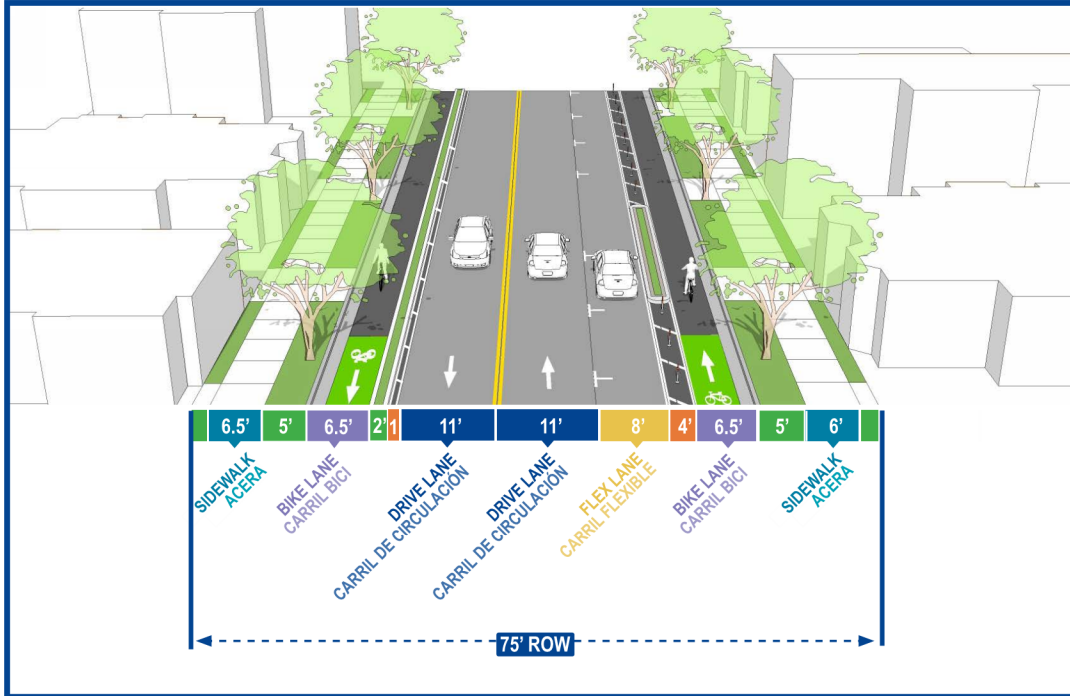 6.5’
5’
6.5’
2’
1
11’
11’
8’
4’
6.5’
5’
6’
SIDEWALK
ACERA
BIKE LANE
CARRIL BICI
DRIVE LANE
CARRIL DE CIRCULACIÓN
DRIVE LANE
CARRIL DE CIRCULACIÓN
FLEX LANE
CARRIL FLEXIBLE
BIKE LANE
CARRIL BICI
SIDEWALK
ACERA
75’ ROW